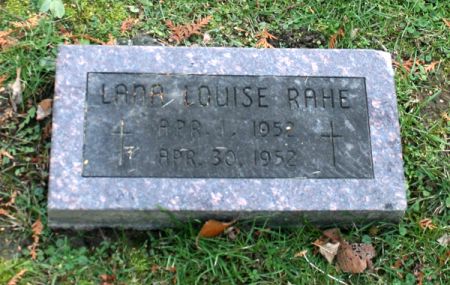 LANA LOUISE RAHE
APR. 1, 1952
APR. 30, 1952